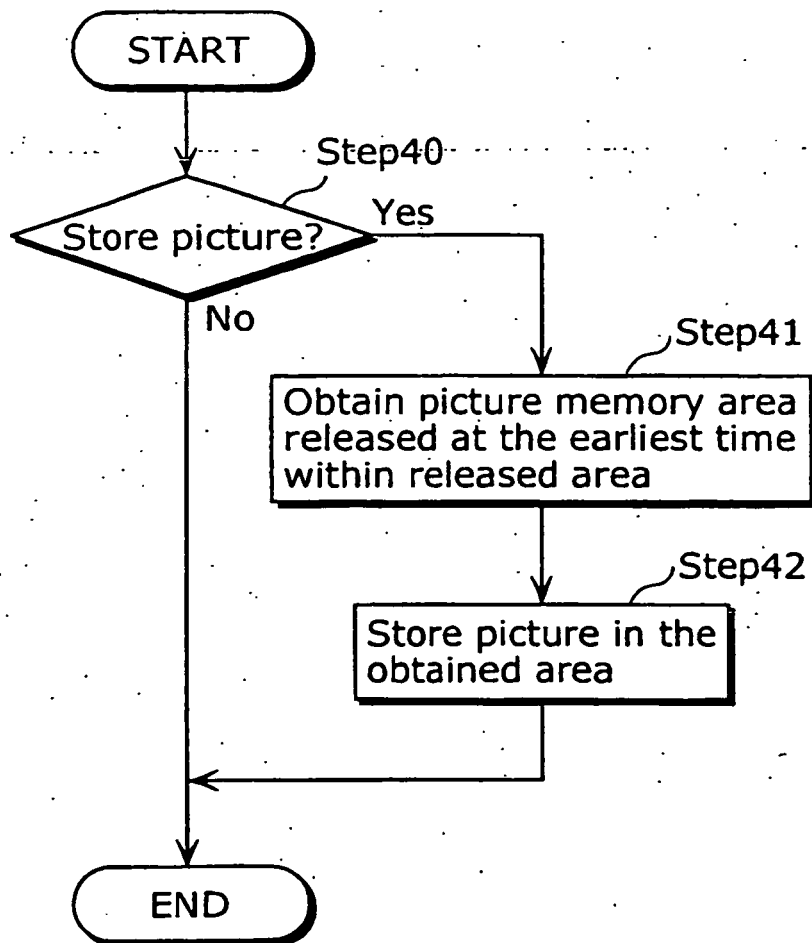 START
Step40
Store picture?
Yes
No
Step41
Obtain picture memory area
released at the earliest time
within released area
Step42
Store picture in the
obtained area
END